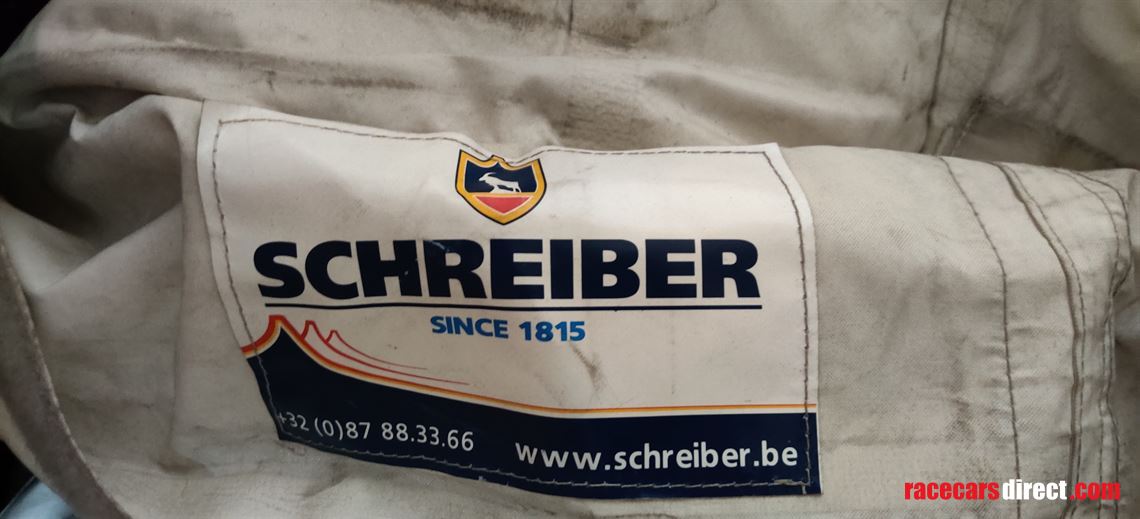 SCHREIBER
SINCE 1815
+32 (0)87 88.33.66
www.schreiber.be
racecarsdirect.com